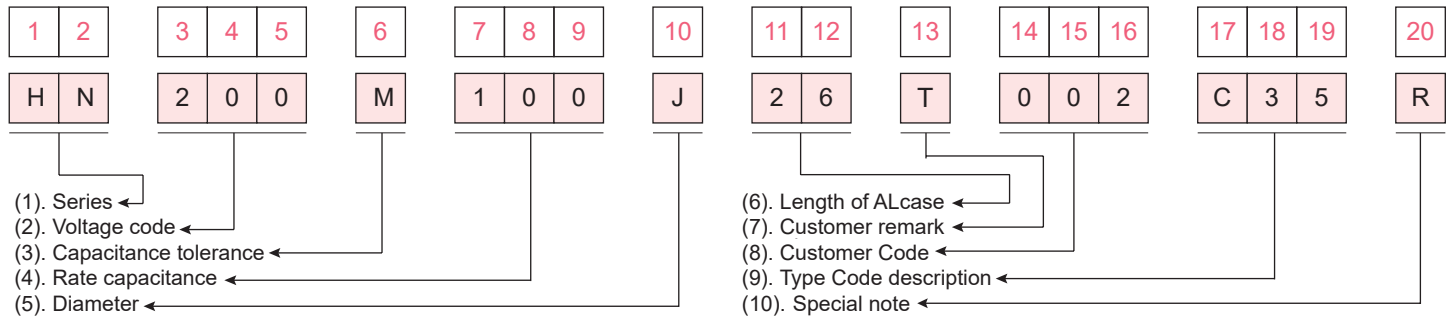 1 2 3 4 5 6 7 8 9 10 11 12 13 14 15 16 17 18 19 20
H N 2 0 0 M 1 0 0 J 2 6 T 0 0 2 C 3 5 R
(1). Series
(2). Voltage code
(3). Capacitance tolerance
(4). Rate capacitance
(5). Diameter
(6). Length of ALcase
(7). Customer remark
(8). Customer Code
(9). Type Code description
(10). Special note